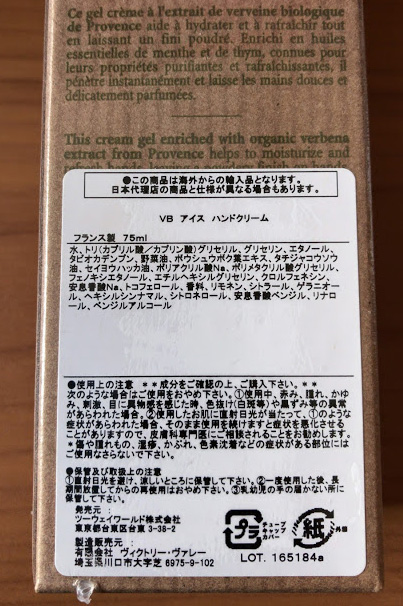 Ce gel crème à l'extrait de verveine biologique
de Provence aide à hydrater et à rafraîchir tout
en laissant un fini poudré. Enrichi en huiles
essentielles de menthe et de thym, connues pour
leurs propriétés purifiantes et rafraîchissantes, il
pénètre instantanément et laisse les mains douces et
délicatement parfumées.
This cream gel enriched with organic verbena
extract from Provence helps to moisturize and
●この商品は海外からの輸入品となります。
日本代理店の商品と仕様が異なる場合もあります。
VB アイス ハンドクリーム
フランス製 75ml
水、トリ(カプリル酸/カプリン酸)グリセリル、グリセリン、エタノール、
タピオカデンプン、野菜油、ボウシュウボク葉エキス、タチジャコウソウ
油、セイヨウハッカ油、ポリアクリル酸Na、ポリメタクリル酸グリセリル、
フェノキシエタノール、エチルヘキシルグリセリン、クロルフェネシン、
安息香酸Na、トコフェロール、香料、リモネン、シトラール、ゲラニオー
ル、ヘキシルシンナマル、シトロネロール、安息香酸ベンジル、リナロ
ール、ベンジルアルコール
●使用上の注意 **成分をご確認の上、ご購入下さい。**
次のような場合はご使用をおやめ下さい。①使用中、赤み、腫れ、かゆ
み、刺激、目に異物感を感じた時、色抜け(白斑等)や黒ずみ等の異常
があらわれた場合。②使用したお肌に直射日光が当たって、①のような
症状があらわれた場合、そのまま使用を続けますと症状を悪化させる
ことがありますので、皮膚科専門医にご相談されることをお勧めします。
*傷や腫れもの、湿疹、かぶれ、色素沈着などの症状がある部位には
ご使用なさらないで下さい。
●保管及び取扱上の注意
①直射日光を避け、涼しいところに保管して下さい。②一度使用した後、長
期間放置してからの再使用はおやめ下さい。③乳幼児の手の届かない所に
保管して下さい。
発売元 :
ツーウェイワールド株式会社
東京都台東区台東 3-38-2
製造販売元 :
有限会社 ヴィクトリー・ヴァレー
埼玉県川口市大字芝 6975-9-102
プラ
チューブ
キャップ
カバー
紙
外函
LOT. 165184a